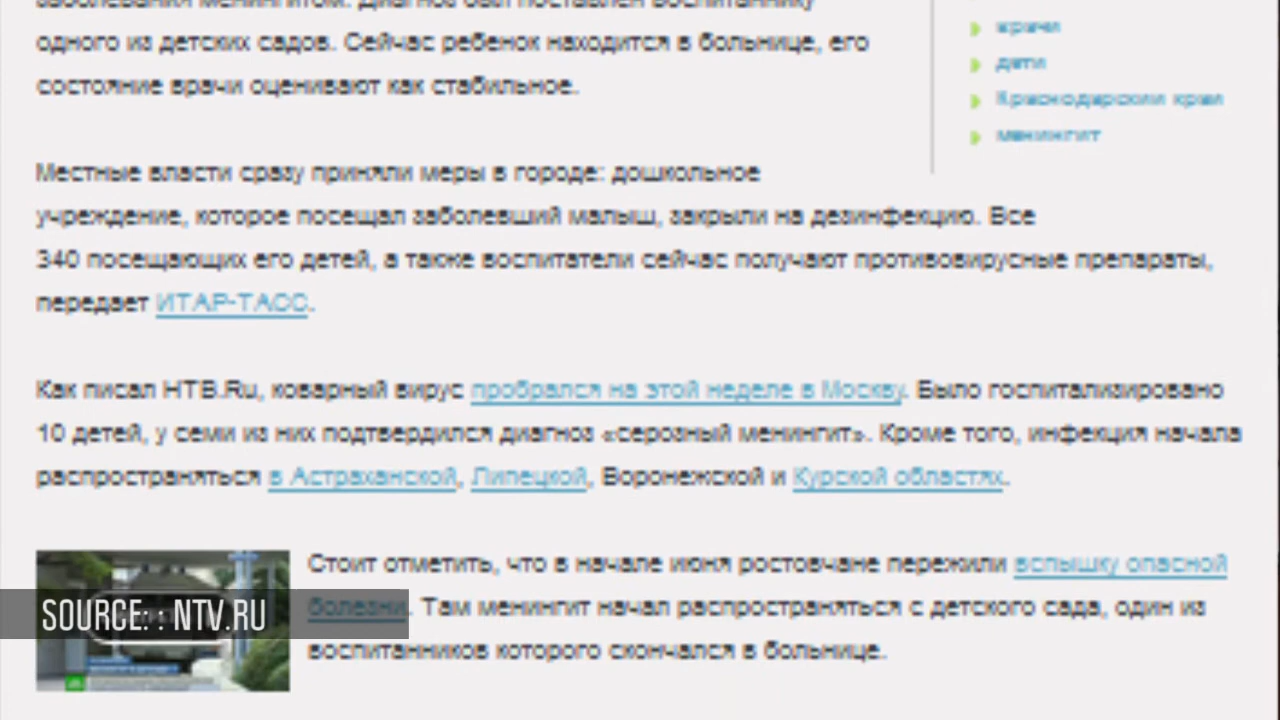 заболевания менингитом. Диагноз был поставлен воспитаннику
одного из детских садов. Сейчас ребенок находится в больнице, его
состояние врачи оценивают как стабильное.
врачи
дети
Краснодарский край
менингит
Местные власти сразу приняли меры в городе: дошкольное
учреждение, которое посещал заболевший малыш, закрыли на дезинфекцию. Все
340 посещающих его детей, а также воспитатели сейчас получают противовирусные препараты,
передает ИТАР-ТАСС.
Как писал НТВ.Ru, коварный вирус пробрался на этой неделе в Москву. Было госпитализировано
10 детей, у семи из них подтвердился диагноз «серозный менингит». Кроме того, инфекция начала
распространяться в Астраханской, Липецкой, Воронежской и Курской областях.
Стоит отметить, что в начале июня ростовчане пережили вспышку опасной
болезни. Там менингит начал распространяться с детского сада, один из
воспитанников которого скончался в больнице.
SOURCE: : NTV.RU